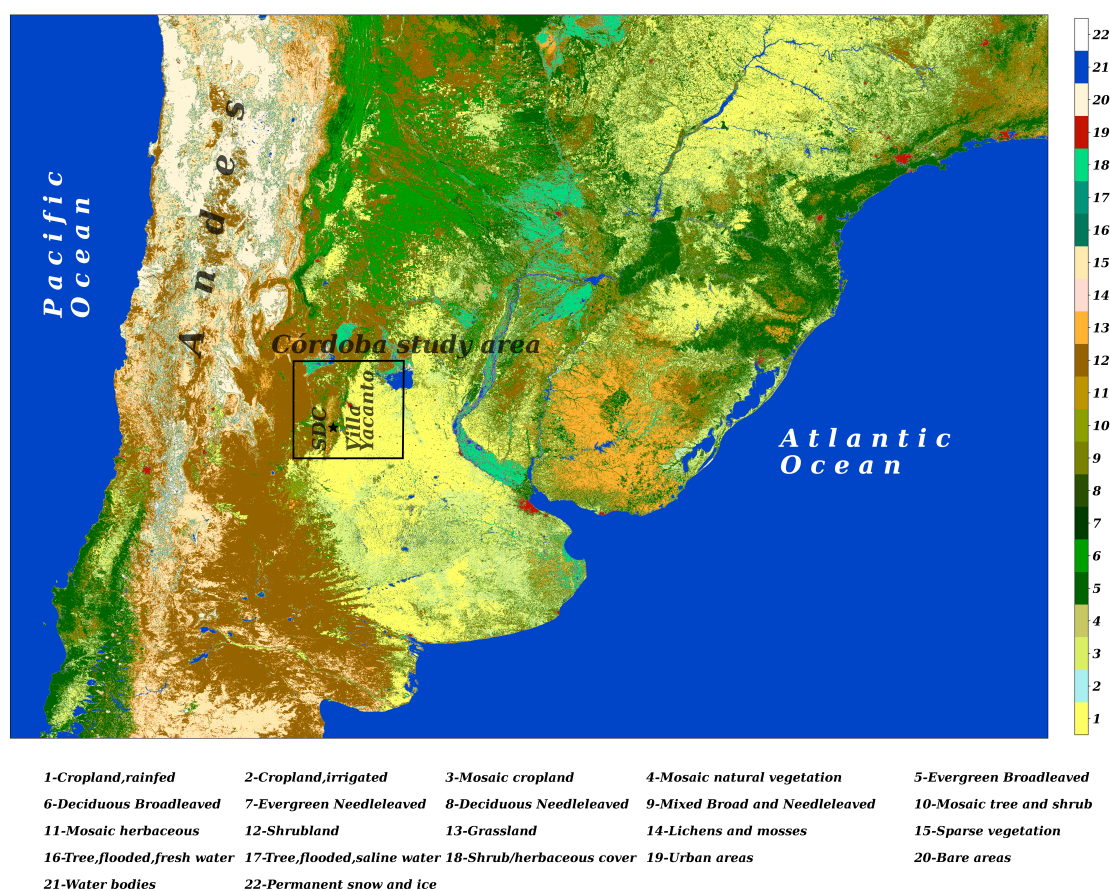 Pacific
Ocean
Andes
Córdoba study area
SDC
Villa
Yacanto
Atlantic
Ocean
22
21
20
19
18
17
16
15
14
13
12
11
10
9
8
7
6
5
4
3
2
1
1-Cropland,rainfed 2-Cropland,irrigated 3-Mosaic cropland 4-Mosaic natural vegetation 5-Evergreen Broadleaved
6-Deciduous Broadleaved 7-Evergreen Needleleaved 8-Deciduous Needleleaved 9-Mixed Broad and Needleleaved 10-Mosaic tree and shrub
11-Mosaic herbaceous 12-Shrubland 13-Grassland 14-Lichens and mosses 15-Sparse vegetation
16-Tree,flooded,fresh water 17-Tree,flooded,saline water 18-Shrub/herbaceous cover 19-Urban areas 20-Bare areas
21-Water bodies 22-Permanent snow and ice